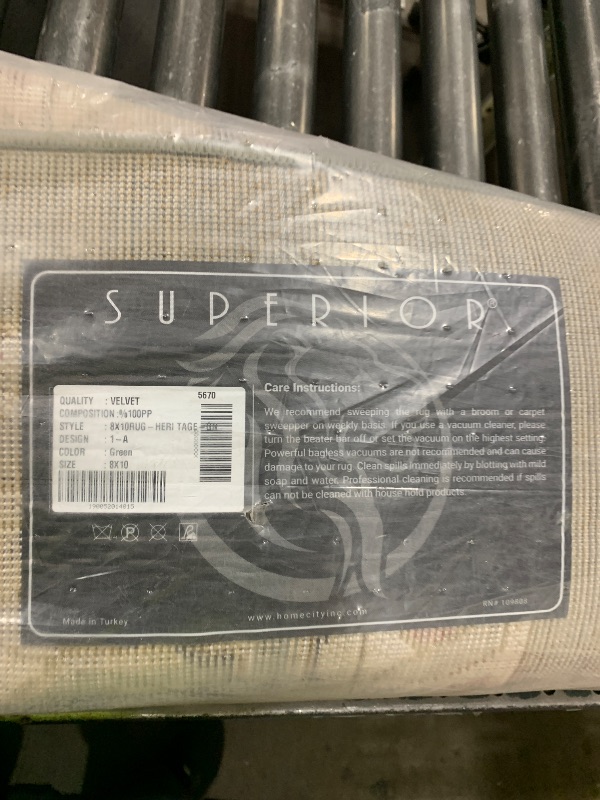 SUPERIOR®
5670
QUALITY : VELVET
COMPOSITION :%100PP
STYLE : 8X10RUG-HERITAGE-GN
DESIGN : 1-A
COLOR : Green
SIZE : 8X10
Care Instructions:
We recommend sweeping the rug with a broom or carpet
sweepper on weekly basis. If you use a vacuum cleaner, please
turn the beater bar off or set the vacuum on the highest setting.
Powerful bagless vacuums are not recommended and can cause
damage to your rug. Clean spills immediately by blotting with mild
soap and water. Professional cleaning is recommended if spills
can not be cleaned with house hold products.
P
Made in Turkey
www.homecityinc.com